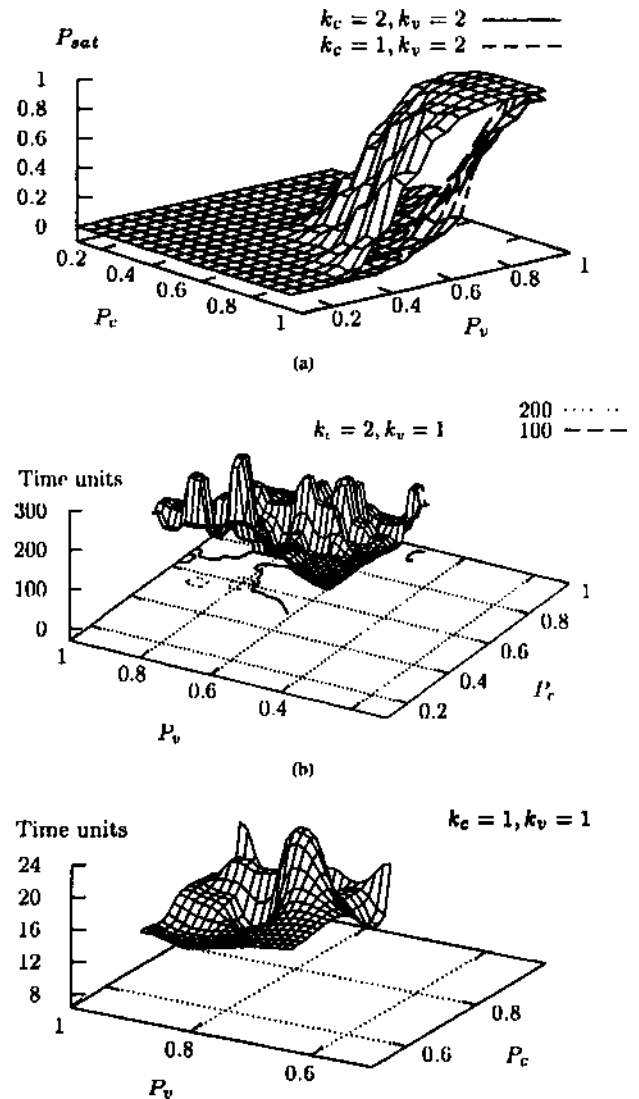 k_c = 2, k_v = 2
k_c = 1, k_v = 2
P_sat
1
0.8
0.6
0.4
0.2
0
0.2
0.4
0.6
0.8
1
0.2
0.4
0.6
0.8
1
P_c
P_v
(a)
200
100
k_c = 2, k_v = 1
Time units
300
200
100
0
1
0.8
0.6
0.4
0.2
0.4
0.6
0.8
1
P_v
P_c
(b)
k_c = 1, k_v = 1
Time units
24
20
16
12
8
1
0.8
0.6
0.6
0.8
P_v
P_c